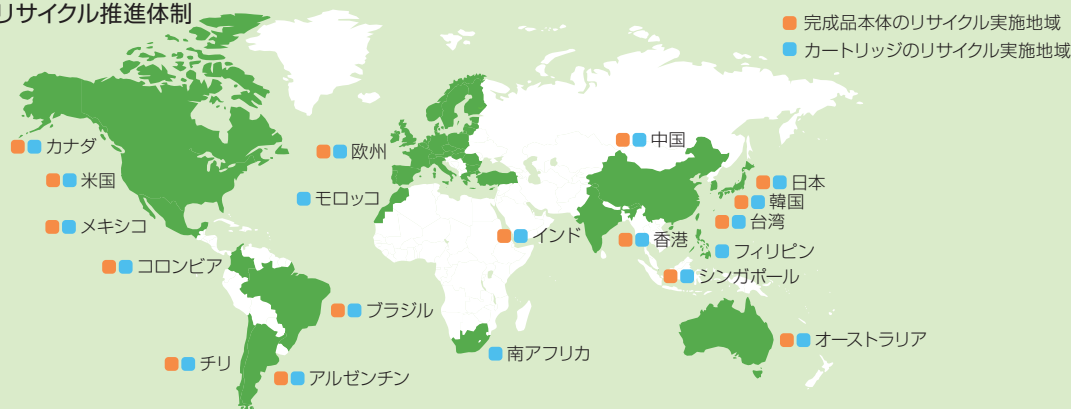 リサイクル推進体制
完成品本体のリサイクル実施地域
カートリッジのリサイクル実施地域
カナダ
米国
メキシコ
コロンビア
チリ
アルゼンチン
ブラジル
欧州
モロッコ
南アフリカ
インド
中国
香港
日本
韓国
台湾
フィリピン
シンガポール
オーストラリア